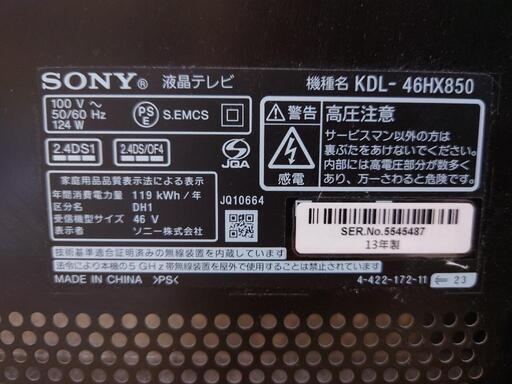 SONY® 液晶テレビ
機種名 KDL- 46HX850
100 V～
50/60 Hz
124 W
PS
E
S.EMCS
2.4DS1
2.4DS/OF4
JQA
家庭用品品質表示法による表示
年間消費電力量 119 kWh/年
区分名 DH1
受信機型サイズ 46 V
ソニー株式会社
JQ10664
警告
感電
高圧注意
サービスマン以外の方は
裏ぶたをあけないでください。
内部には高電圧部分が数多く
あり、万一さわると危険です。
SER.No.5545487
13年製
技術基準適合証明済みの無線装置を内蔵しています。
法令により本機の5GHz帯無線装置を屋外で使用することは禁止されています。
MADE IN CHINA >PS<
4-422-172-11
23